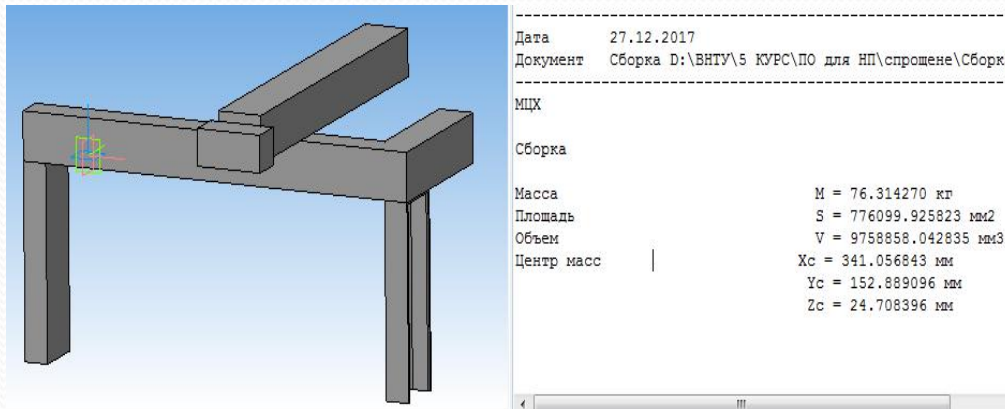 Дата 27.12.2017
Документ Сборка D:\ВНТУ\5 КУРС\ПО для НП\спрощене\Сборк
МЦХ
Сборка
Масса M = 76.314270 кг
Площадь S = 776099.925823 мм2
Объем V = 9758858.042835 мм3
Центр масс Xc = 341.056843 мм
Yc = 152.889096 мм
Zc = 24.708396 мм